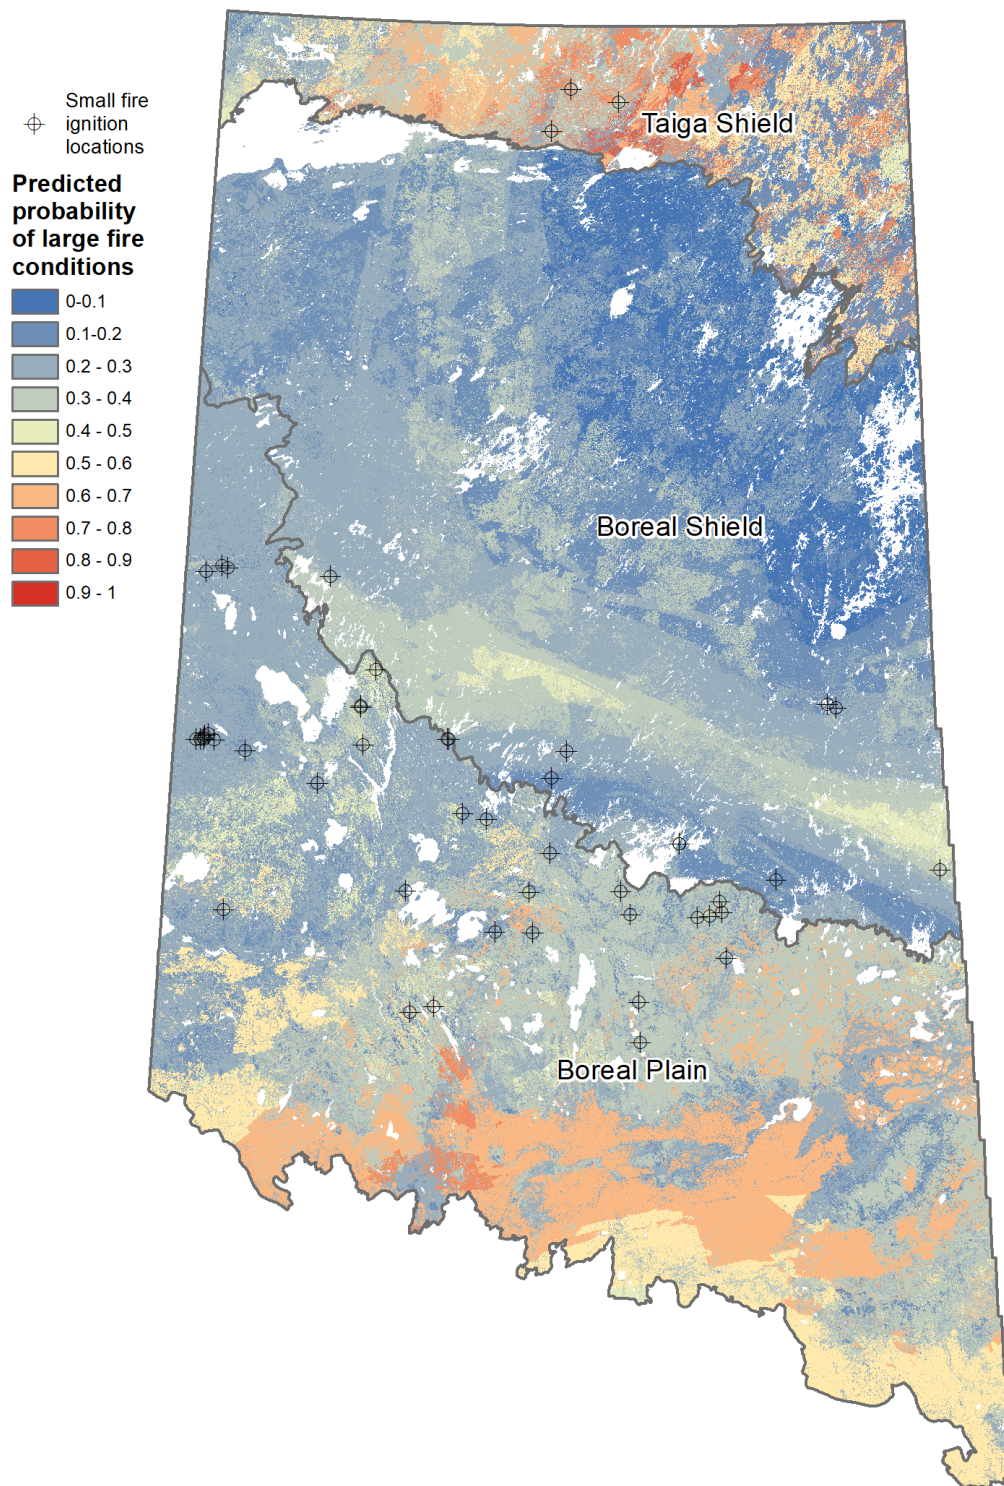 Small fire
ignition
locations
Predicted
probability
of large fire
conditions
0-0.1
0.1-0.2
0.2 - 0.3
0.3 - 0.4
0.4 - 0.5
0.5 - 0.6
0.6 - 0.7
0.7 - 0.8
0.8 - 0.9
0.9 - 1
Taiga Shield
Boreal Shield
Boreal Plain